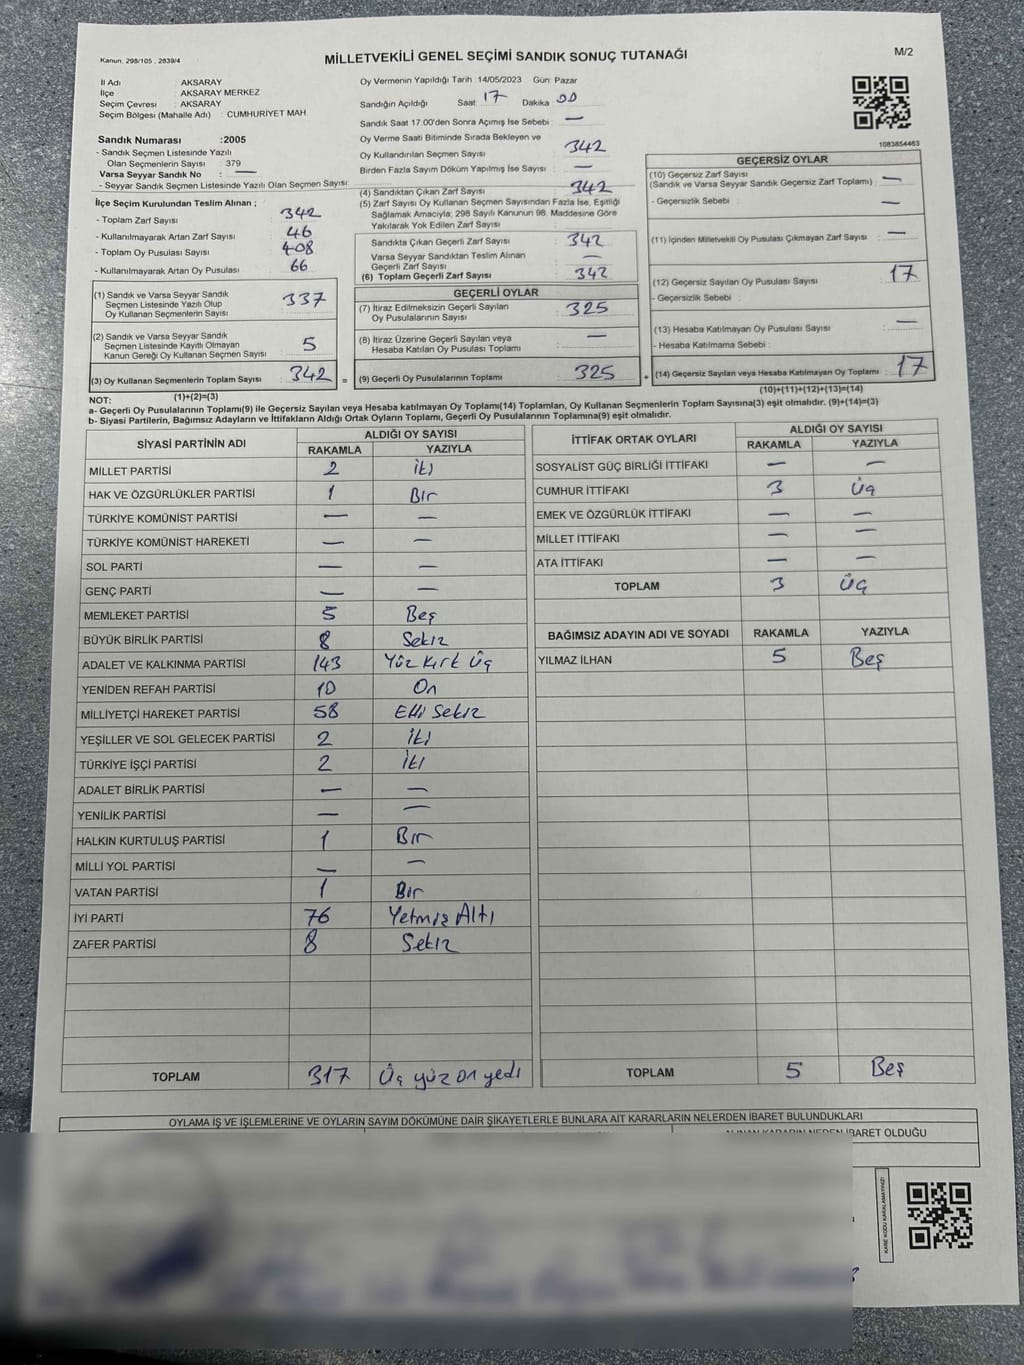 Kanun. 298/105 , 2839/4
MİLLETVEKİLİ GENEL SEÇİMİ SANDIK SONUÇ TUTANAĞI
M/2
İl Adı : AKSARAY
İlçe : AKSARAY MERKEZ
Seçim Çevresi : AKSARAY
Seçim Bölgesi (Mahalle Adı) : CUMHURİYET MAH
Sandık Numarası :2005
- Sandık Seçmen Listesinde Yazılı
Olan Seçmenlerin Sayısı : 379
Varsa Seyyar Sandık No : —
- Seyyar Sandık Seçmen Listesinde Yazılı Olan Seçmen Sayısı:
İlçe Seçim Kurulundan Teslim Alınan ;
- Toplam Zarf Sayısı : 342
- Kullanılmayarak Artan Zarf Sayısı : 46
- Toplam Oy Pusulası Sayısı : 408
- Kullanılmayarak Artan Oy Pusulası : 66
(1) Sandık ve Varsa Seyyar Sandık
Seçmen Listesinde Yazılı Olup : 337
Oy Kullanan Seçmenlerin Sayısı
(2) Sandık ve Varsa Seyyar Sandık
Seçmen Listesinde Kayıtlı Olmayan : 5
Kanun Gereği Oy Kullanan Seçmen Sayısı
(3) Oy Kullanan Seçmenlerin Toplam Sayısı : 342 =
(1)+(2)=(3)
Oy Vermenin Yapıldığı Tarih 14/05/2023 Gün: Pazar
Sandığın Açıldığı Saat: 17 Dakika 00
Sandık Saat 17.00'den Sonra Açılmış İse Sebebi : —
Oy Verme Saati Bitiminde Sırada Bekleyen ve
Oy Kullandırılan Seçmen Sayısı : 342
Birden Fazla Sayım Döküm Yapılmış İse Sayısı : —
(4) Sandıktan Çıkan Zarf Sayısı : 342
(5) Zarf Sayısı Oy Kullanan Seçmen Sayısından Fazla İse, Eşitliği
Sağlamak Amacıyla; 298 Sayılı Kanunun 98. Maddesine Göre
Yakılarak Yok Edilen Zarf Sayısı :
Sandıkta Çıkan Geçerli Zarf Sayısı : 342
Varsa Seyyar Sandıktan Teslim Alınan
Geçerli Zarf Sayısı : —
(6) Toplam Geçerli Zarf Sayısı : 342
GEÇERLİ OYLAR
(7) İtiraz Edilmeksizin Geçerli Sayılan : 325
Oy Pusulalarının Sayısı
(8) İtiraz Üzerine Geçerli Sayılan veya : —
Hesaba Katılan Oy Pusulası Toplamı
(9) Geçerli Oy Pusulalarının Toplamı : 325 +
1083854463
GEÇERSİZ OYLAR
(10) Geçersiz Zarf Sayısı
(Sandık ve Varsa Seyyar Sandık Geçersiz Zarf Toplamı) : —
- Geçersizlik Sebebi : —
(11) İçinden Milletvekili Oy Pusulası Çıkmayan Zarf Sayısı : —
(12) Geçersiz Sayılan Oy Pusulası Sayısı : 17
- Geçersizlik Sebebi :
(13) Hesaba Katılmayan Oy Pusulası Sayısı : —
- Hesaba Katılmama Sebebi :
(14) Geçersiz Sayılan veya Hesaba Katılmayan Oy Toplamı : 17
(10)+(11)+(12)+(13)=(14)
NOT:
a- Geçerli Oy Pusulalarının Toplamı(9) ile Geçersiz Sayılan veya Hesaba katılmayan Oy Toplamı(14) Toplamları, Oy Kullanan Seçmenlerin Toplam Sayısına(3) eşit olmalıdır. (9)+(14)=(3)
b- Siyasi Partilerin, Bağımsız Adayların ve İttifakların Aldığı Ortak Oyların Toplamı, Geçerli Oy Pusulalarının Toplamına(9) eşit olmalıdır.
SİYASİ PARTİNİN ADI ALDIĞI OY SAYISI
RAKAMLA YAZIYLA
MİLLET PARTİSİ 2 İki
HAK VE ÖZGÜRLÜKLER PARTİSİ 1 Bir
TÜRKİYE KOMÜNİST PARTİSİ — —
TÜRKİYE KOMÜNİST HAREKETİ — —
SOL PARTİ — —
GENÇ PARTİ — —
MEMLEKET PARTİSİ 5 Beş
BÜYÜK BİRLİK PARTİSİ 8 Sekiz
ADALET VE KALKINMA PARTİSİ 143 Yüz Kırk Üç
YENİDEN REFAH PARTİSİ 10 On
MİLLİYETÇİ HAREKET PARTİSİ 58 Elli Sekiz
YEŞİLLER VE SOL GELECEK PARTİSİ 2 İki
TÜRKİYE İŞÇİ PARTİSİ 2 İki
ADALET BİRLİK PARTİSİ — —
YENİLİK PARTİSİ — —
HALKIN KURTULUŞ PARTİSİ 1 Bir
MİLLİ YOL PARTİSİ — —
VATAN PARTİSİ 1 Bir
İYİ PARTİ 76 Yetmiş Altı
ZAFER PARTİSİ 8 Sekiz
TOPLAM 317 Üç yüz on yedi
İTTİFAK ORTAK OYLARI ALDIĞI OY SAYISI
RAKAMLA YAZIYLA
SOSYALİST GÜÇ BİRLİĞİ İTTİFAKI — —
CUMHUR İTTİFAKI 3 Üç
EMEK VE ÖZGÜRLÜK İTTİFAKI — —
MİLLET İTTİFAKI — —
ATA İTTİFAKI — —
TOPLAM 3 Üç
BAĞIMSIZ ADAYIN ADI VE SOYADI RAKAMLA YAZIYLA
YILMAZ İLHAN 5 Beş
TOPLAM 5 Beş
OYLAMA İŞ VE İŞLEMLERİNE VE OYLARIN SAYIM DÖKÜMÜNE DAİR ŞİKAYETLERLE BUNLARA AİT KARARLARIN NELERDEN İBARET BULUNDUKLARI
ALINAN KARARIN NEDEN İBARET OLDUĞU
KARE KODU KARALAMAYINIZ!